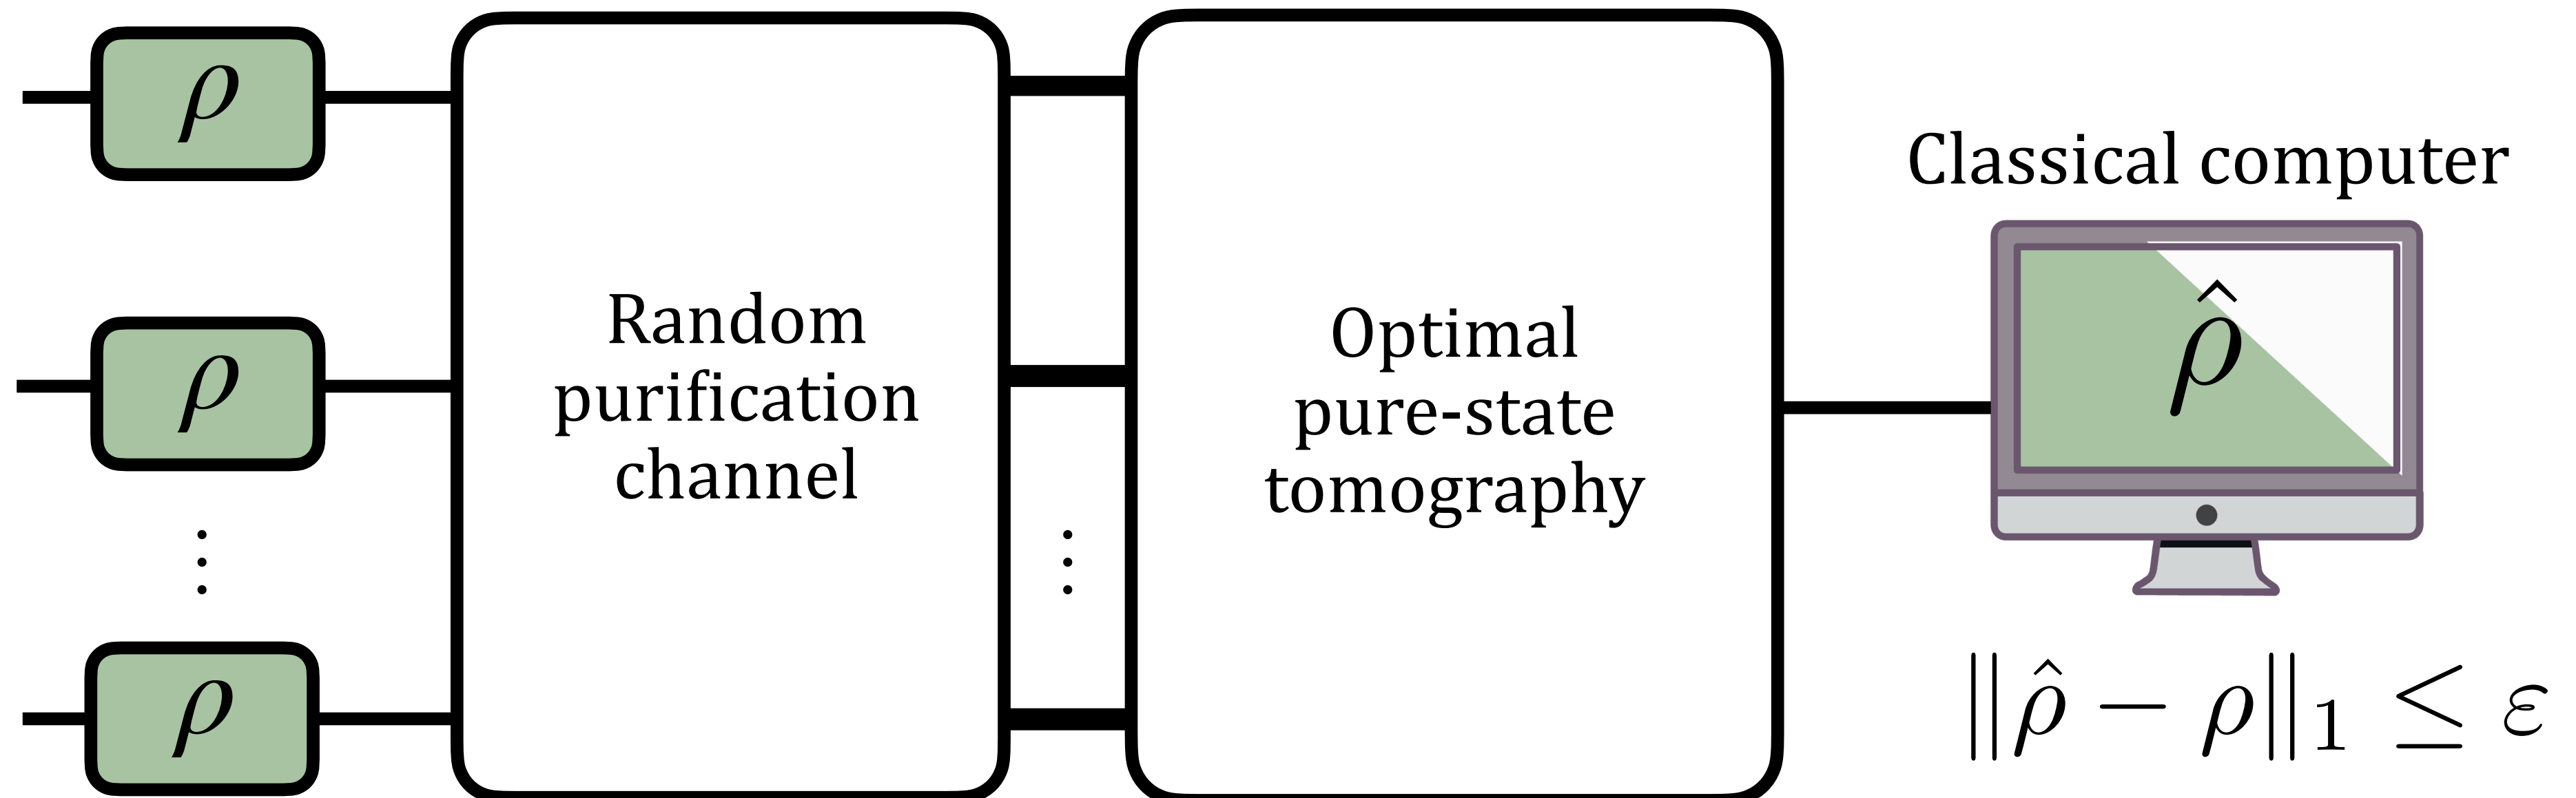 ρ
ρ
⋮
ρ
Random
purification
channel
⋮
Optimal
pure-state
tomography
Classical computer
ρ̂
‖ρ̂ − ρ‖₁ ≤ ε